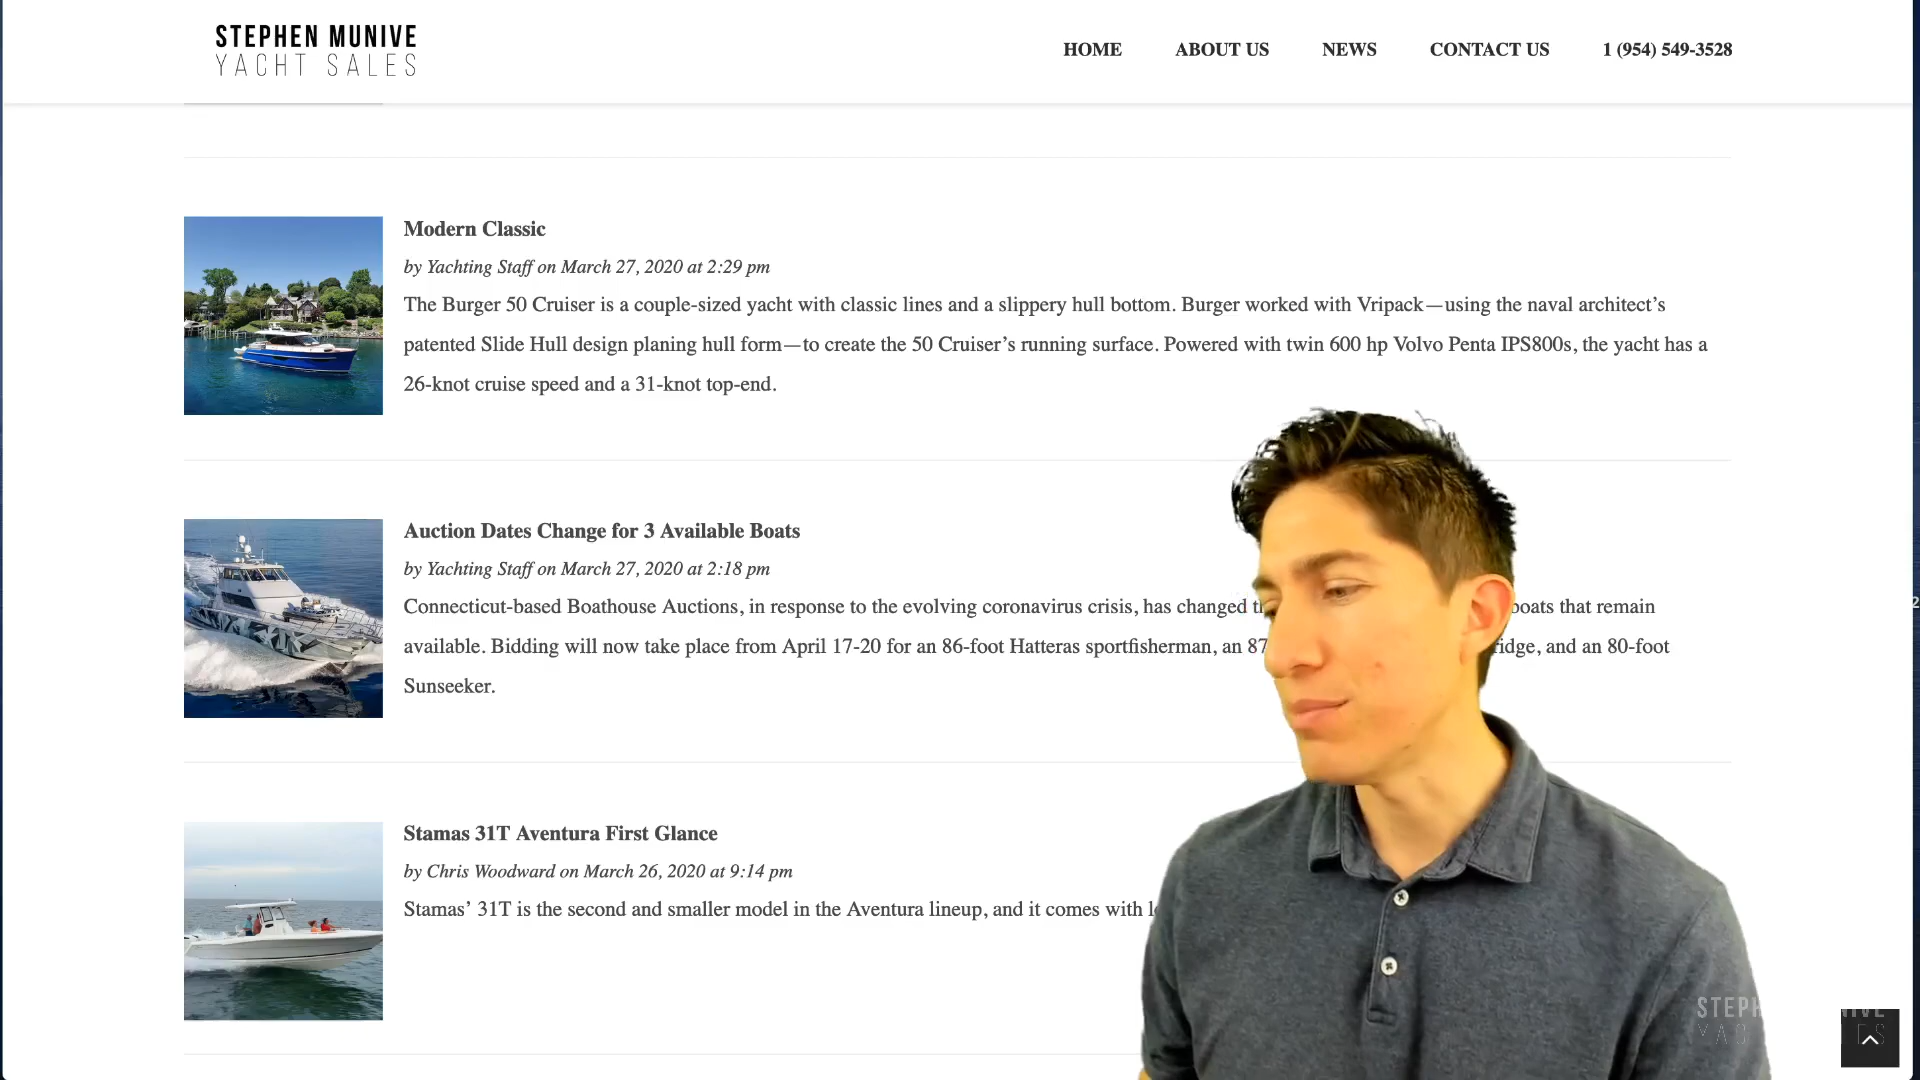 STEPHEN MUNIVE
YACHT SALES
HOME ABOUT US NEWS CONTACT US 1 (954) 549-3528
Modern Classic
by Yachting Staff on March 27, 2020 at 2:29 pm
The Burger 50 Cruiser is a couple-sized yacht with classic lines and a slippery hull bottom. Burger worked with Vripack—using the naval architect’s
patented Slide Hull design planing hull form—to create the 50 Cruiser’s running surface. Powered with twin 600 hp Volvo Penta IPS800s, the yacht has a
26-knot cruise speed and a 31-knot top-end.
Auction Dates Change for 3 Available Boats
by Yachting Staff on March 27, 2020 at 2:18 pm
Connecticut-based Boathouse Auctions, in response to the evolving coronavirus crisis, has changed boats that remain
available. Bidding will now take place from April 17-20 for an 86-foot Hatteras sportfisherman, an 87 and an 80-foot
Sunseeker.
Stamas 31T Aventura First Glance
by Chris Woodward on March 26, 2020 at 9:14 pm
Stamas’ 31T is the second and smaller model in the Aventura lineup, and it comes with